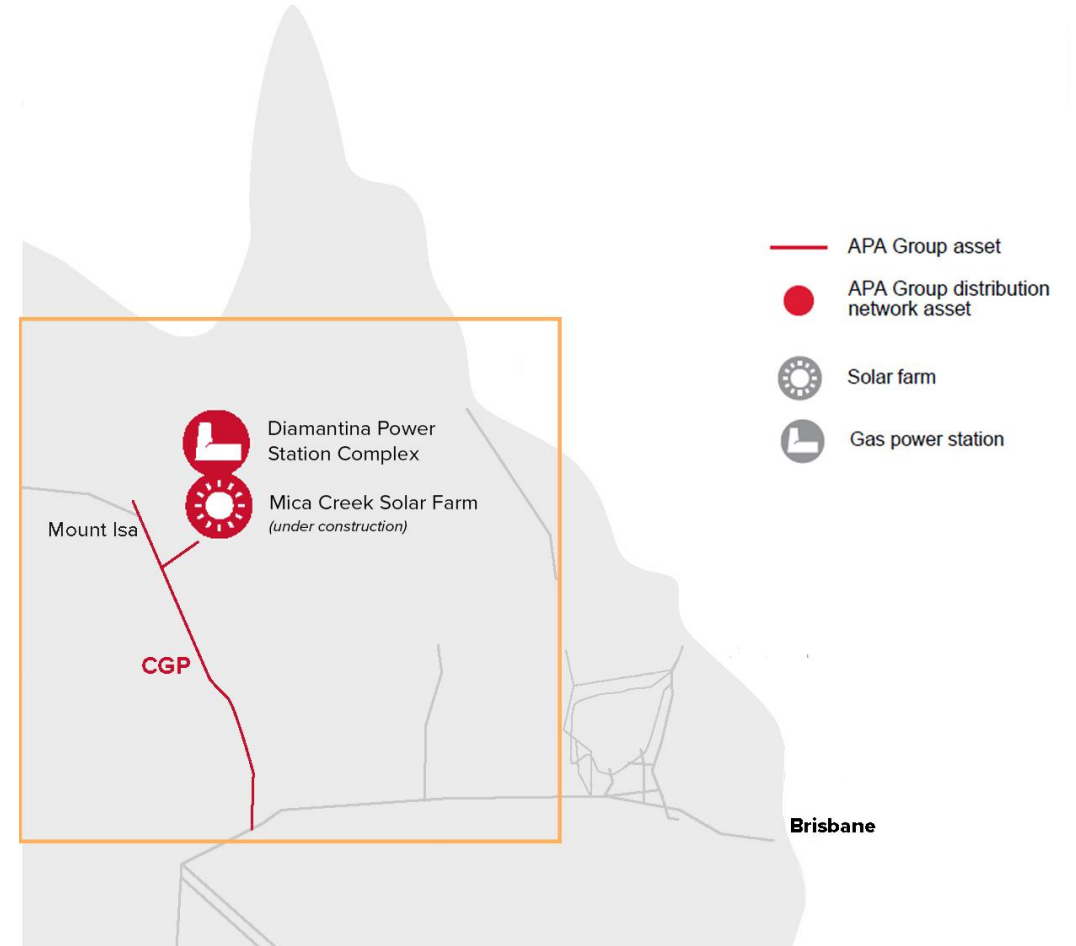 APA Group asset
APA Group distribution
network asset
Solar farm
Gas power station
Diamantina Power
Station Complex
Mica Creek Solar Farm
(under construction)
Mount Isa
CGP
Brisbane